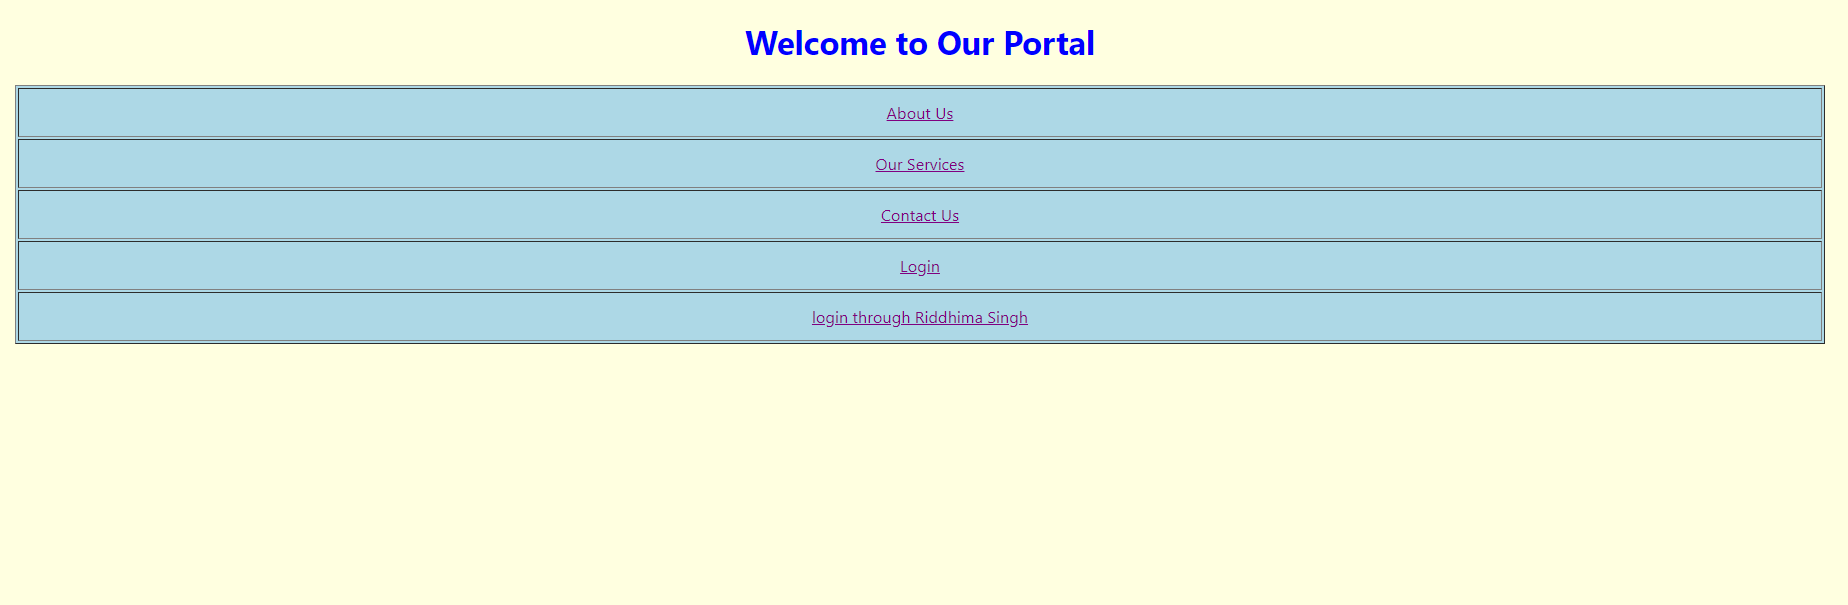 Welcome to Our Portal
About Us
Our Services
Contact Us
Login
login through Riddhima Singh